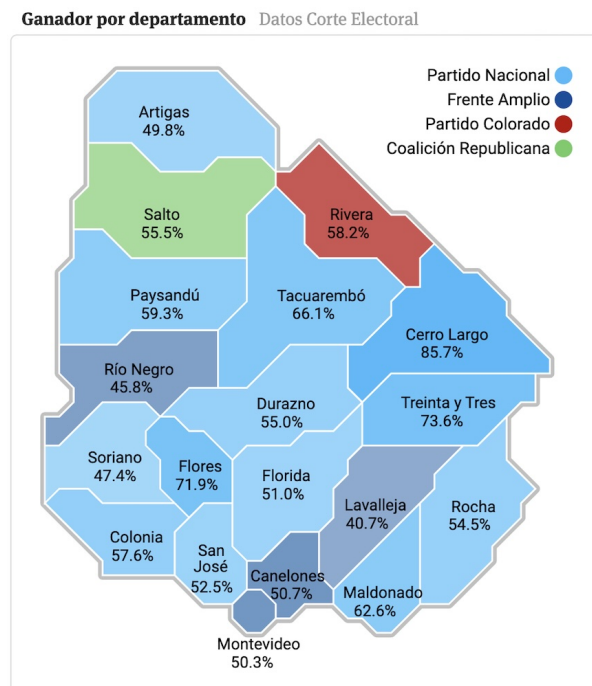 Ganador por departamento Datos Corte Electoral
Partido Nacional
Frente Amplio
Partido Colorado
Coalición Republicana
Artigas
49.8%
Salto
55.5%
Rivera
58.2%
Paysandú
59.3%
Tacuarembó
66.1%
Cerro Largo
85.7%
Río Negro
45.8%
Durazno
55.0%
Treinta y Tres
73.6%
Soriano
47.4%
Flores
71.9%
Florida
51.0%
Lavalleja
40.7%
Rocha
54.5%
Colonia
57.6%
San
José
52.5%
Canelones
50.7%
Maldonado
62.6%
Montevideo
50.3%